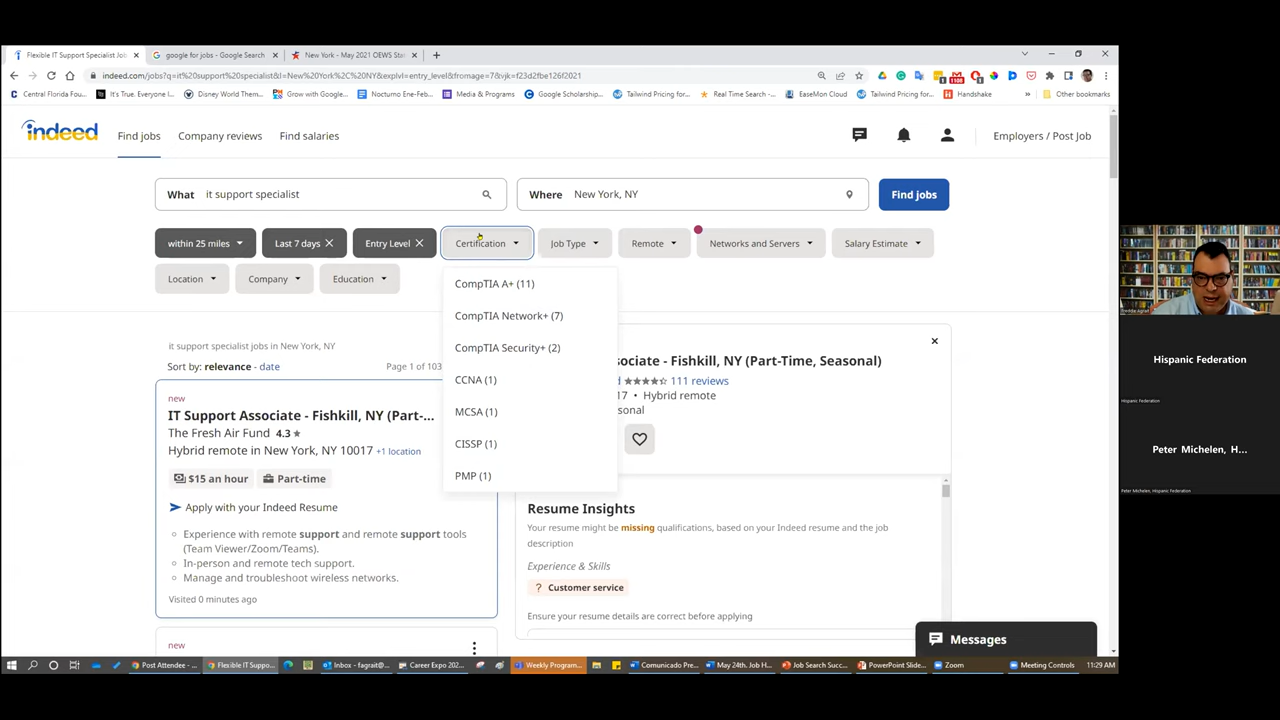 Flexible IT Support Specialist Job
google for jobs - Google Search
New York - May 2021 OEWS Sta
indeed.com/jobs?q=it%20support%20specialist&l=New%20York%2C%20NY&explvl=entry_level&fromage=7&vjk=f23d2fbe126f2021
Central Florida Fou...
It's True. Everyone I...
Disney World Them...
Grow with Google...
Nocturno Ene-Feb...
Media & Programs
Google Scholarship...
Tailwind Pricing for...
Real Time Search -...
EaseMon Cloud
Tailwind Pricing for...
Handshake
»
Other bookmarks
indeed
Find jobs
Company reviews
Find salaries
Employers / Post Job
What it support specialist
Where New York, NY
Find jobs
within 25 miles
Last 7 days
Entry Level
Certification
Job Type
Remote
Networks and Servers
Salary Estimate
Location
Company
Education
CompTIA A+ (11)
CompTIA Network+ (7)
CompTIA Security+ (2)
CCNA (1)
MCSA (1)
CISSP (1)
PMP (1)
it support specialist jobs in New York, NY
Sort by: relevance - date
Page 1 of 103
new
IT Support Associate - Fishkill, NY (Part-...
The Fresh Air Fund 4.3
Hybrid remote in New York, NY 10017 +1 location
$15 an hour
Part-time
Apply with your Indeed Resume
Experience with remote support and remote support tools
(Team Viewer/Zoom/Teams).
In-person and remote tech support.
Manage and troubleshoot wireless networks.
Visited 0 minutes ago
new
sociate - Fishkill, NY (Part-Time, Seasonal)
d 111 reviews
17 • Hybrid remote
sonal
Resume Insights
Your resume might be missing qualifications, based on your Indeed resume and the job
description
Experience & Skills
? Customer service
Ensure your resume details are correct before applying
Messages
Hispanic Federation
Hispanic Federation
Peter Michelen, H...
Peter Michelen, Hispanic Federation
Post Attendee - ...
Flexible IT Suppo...
Inbox - fagrait@...
Career Expo 202...
Weekly Program...
Comunicado Pre...
May 24th. Job H...
Job Search Succ...
PowerPoint Slide...
Zoom
Meeting Controls
11:29 AM